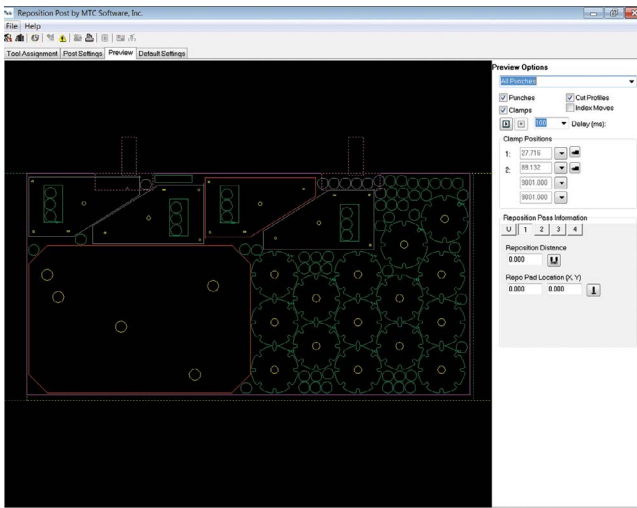 Reposition Post by MTC Software, Inc.
File Help
Tool Assignment Post Settings Preview Default Settings
Preview Options
All Punches
Punches Cut Profiles
Clamps Index Moves
100 Delay (ms):
Clamp Positions
1: 27.716
2: 89.132
9001.000
9001.000
Reposition Pass Information
U 1 2 3 4
Reposition Distance
0.000
Repo Pad Location (X, Y)
0.000 0.000